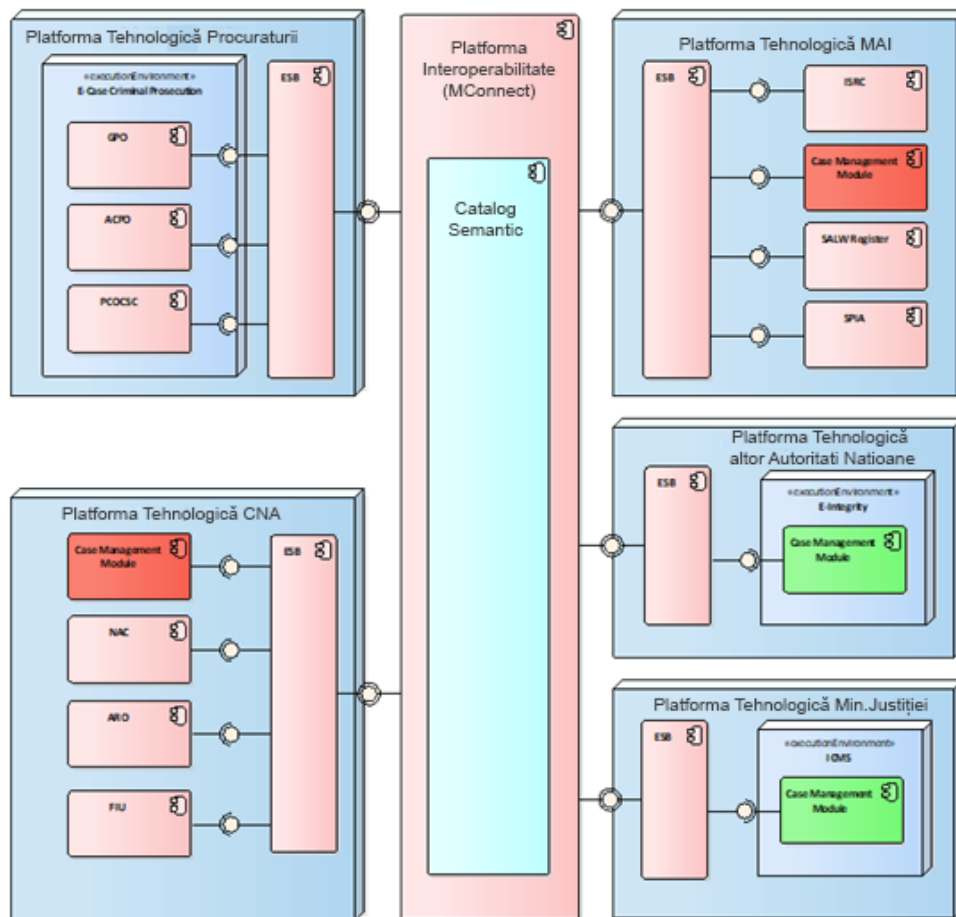 Platforma Tehnologică Procuraturii
«executionEnvironment»
E-Case Criminal Prosecution
GPO
ACPO
PCOCSC
ESB
Platforma
Interoperabilitate
(MConnect)
Catalog
Semantic
Platforma Tehnologică MAI
ESB
ISRC
Case Management
Module
SALW Register
SPIA
Platforma Tehnologică CNA
Case Management
Module
NAC
ARO
FIU
ESB
Platforma Tehnologică
altor Autoritati Natioane
ESB
«executionEnvironment»
E-Integrity
Case Management
Module
Platforma Tehnologică Min.Justiției
ESB
«executionEnvironment»
ICMS
Case Management
Module